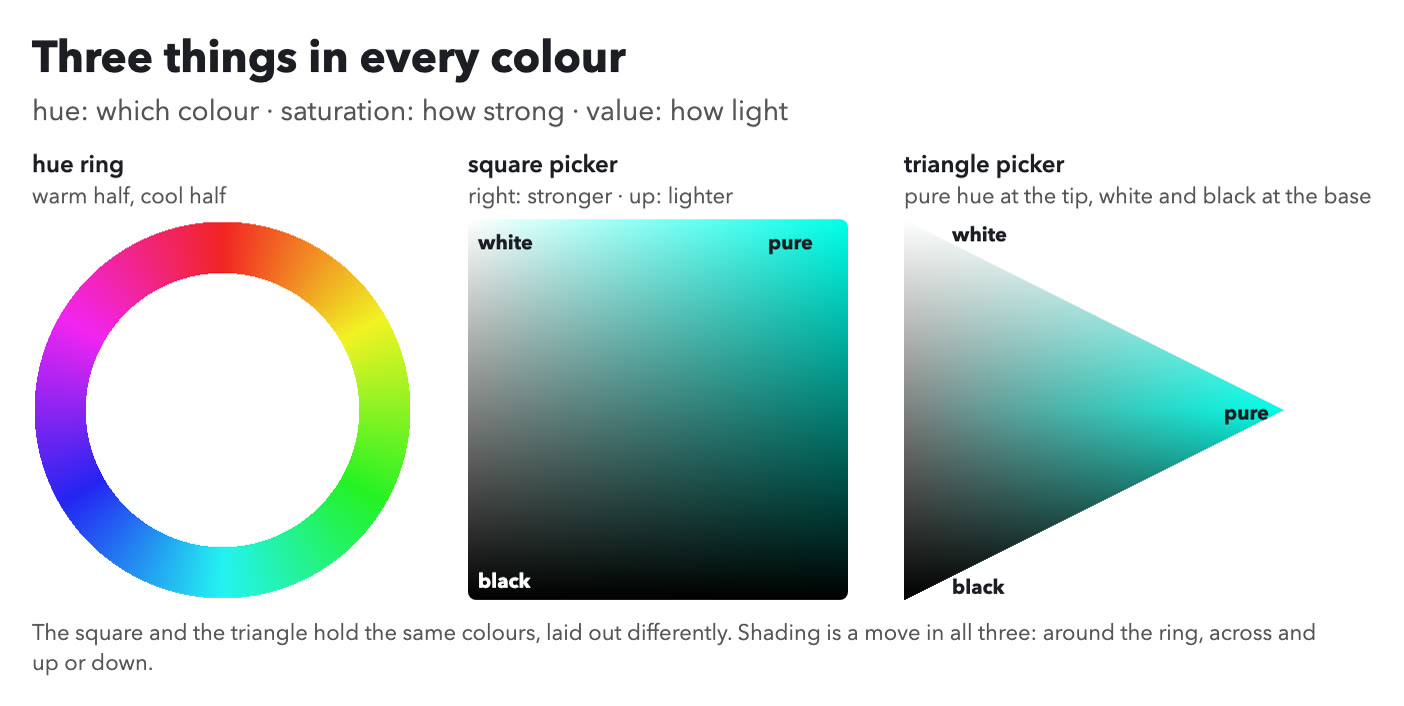 Three things in every colour
hue: which colour · saturation: how strong · value: how light
hue ring
warm half, cool half
square picker
right: stronger · up: lighter
white
pure
black
triangle picker
pure hue at the tip, white and black at the base
white
pure
black
The square and the triangle hold the same colours, laid out differently. Shading is a move in all three: around the ring, across and
up or down.